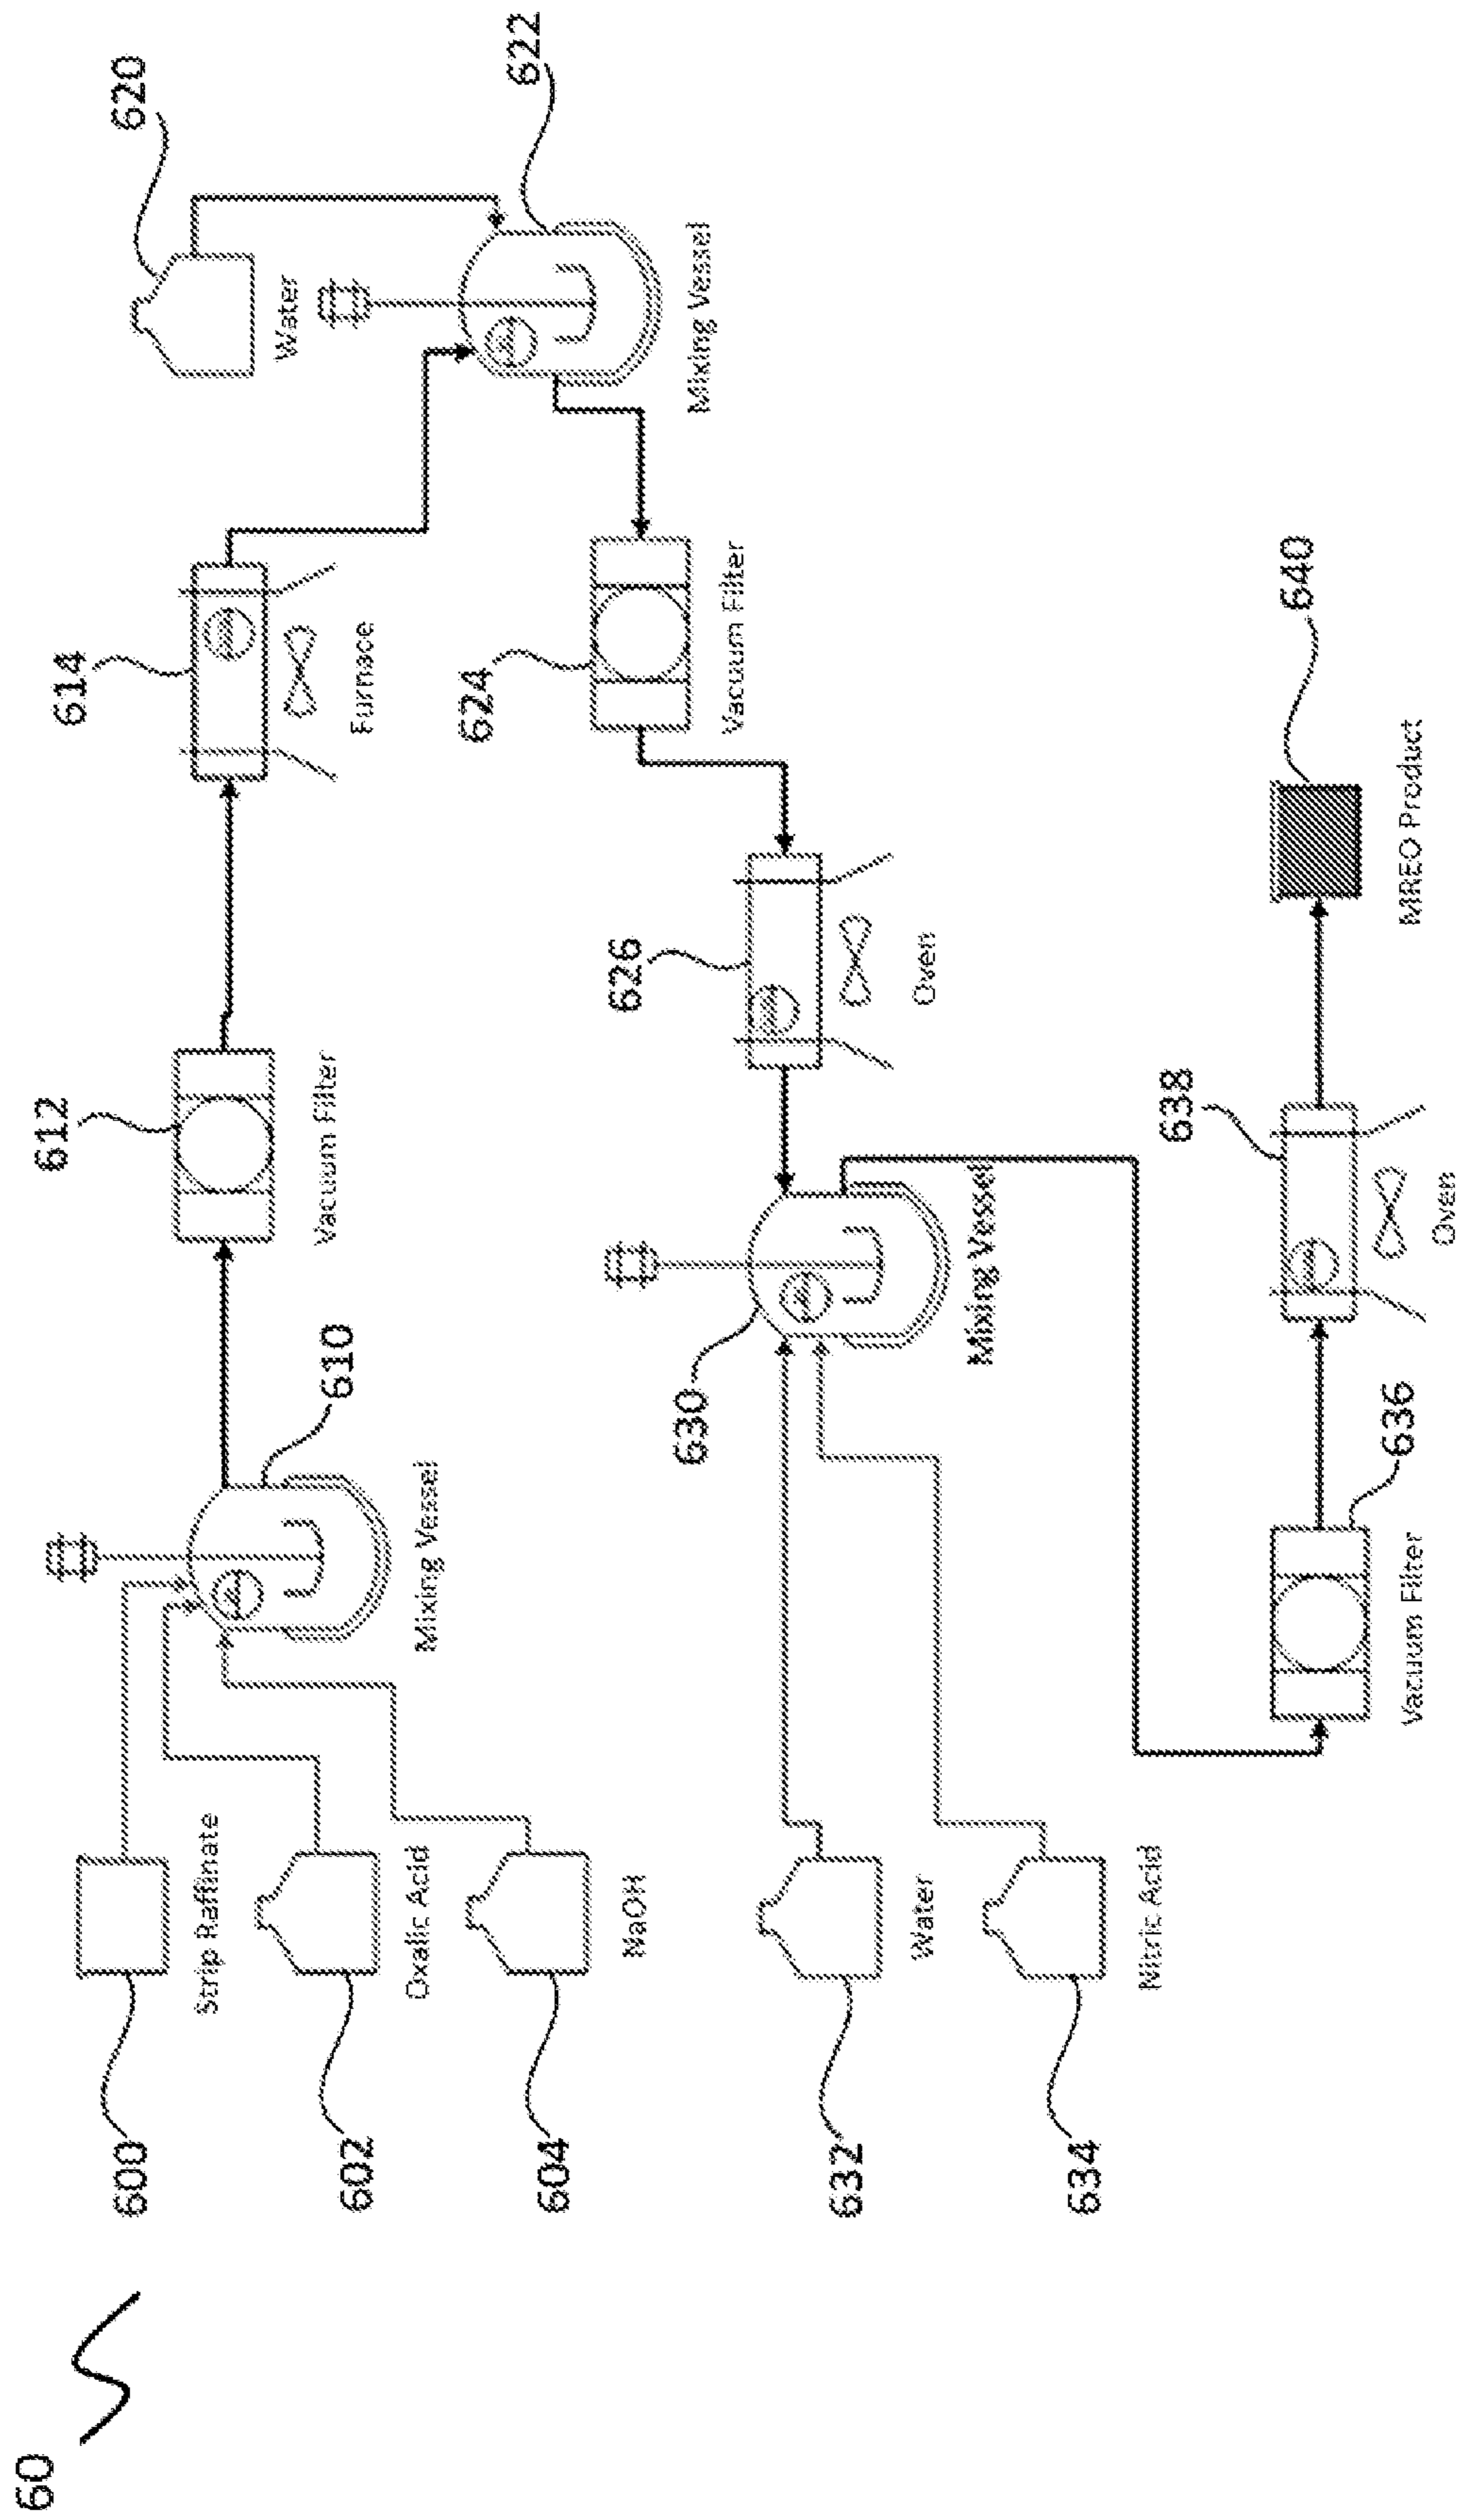 60
600
Strip Raffinate
602
Oxalic Acid
604
NaOH
610
Mixing Vessel
612
Vacuum Filter
614
Furnace
620
Water
622
Mixing Vessel
624
Vacuum Filter
626
Oven
630
Mixing Vessel
632
Water
634
Nitric Acid
636
Vacuum Filter
638
Oven
640
MREO Product